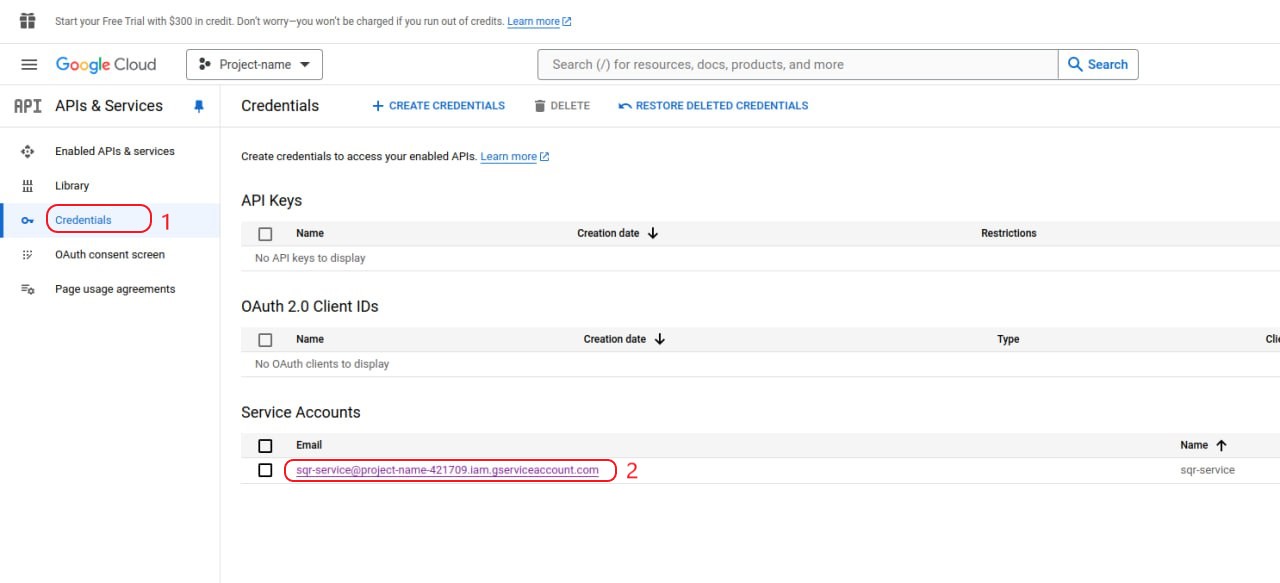 Start your Free Trial with $300 in credit. Don't worry—you won't be charged if you run out of credits. Learn more
Google Cloud Project-name Search (/) for resources, docs, products, and more Search
API APIs & Services Credentials CREATE CREDENTIALS DELETE RESTORE DELETED CREDENTIALS
Enabled APIs & services
Library
Credentials 1
OAuth consent screen
Page usage agreements
Create credentials to access your enabled APIs. Learn more
API Keys
Name Creation date Restrictions
No API keys to display
OAuth 2.0 Client IDs
Name Creation date Type Clie
No OAuth clients to display
Service Accounts
Email Name
sqr-service@project-name-421709.iam.gserviceaccount.com 2 sqr-service